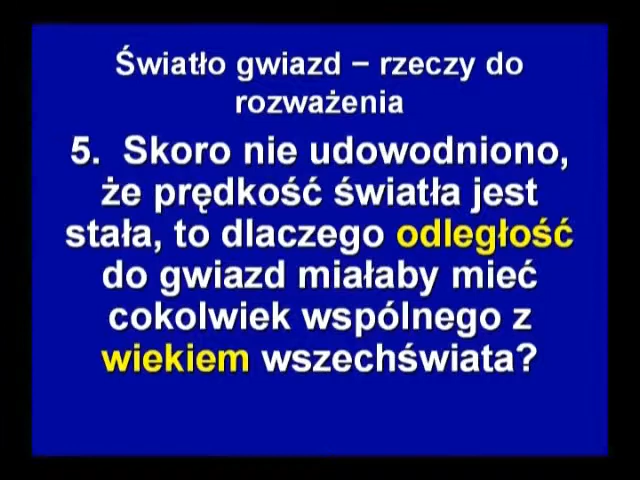 Światło gwiazd – rzeczy do
rozważenia
5. Skoro nie udowodniono,
że prędkość światła jest
stała, to dlaczego odległość
do gwiazd miałaby mieć
cokolwiek wspólnego z
wiekiem wszechświata?